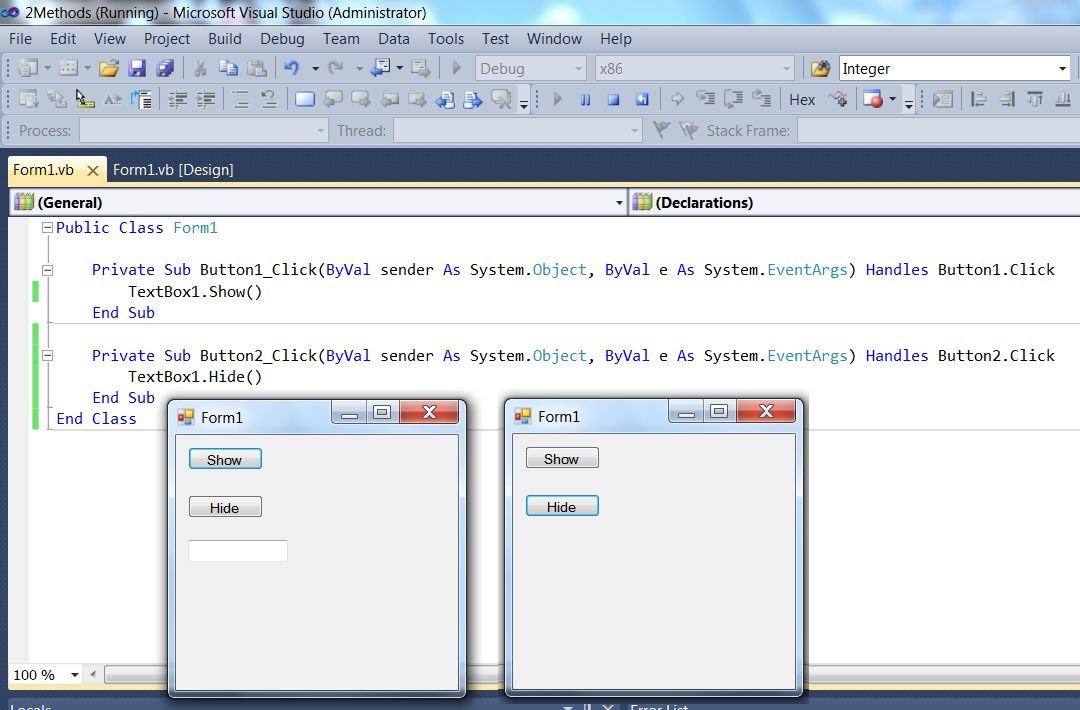 2Methods (Running) - Microsoft Visual Studio (Administrator)
File Edit View Project Build Debug Team Data Tools Test Window Help
Debug x86 Integer
Hex
Process: Thread: Stack Frame:
Form1.vb Form1.vb [Design]
(General) (Declarations)
Public Class Form1
Private Sub Button1_Click(ByVal sender As System.Object, ByVal e As System.EventArgs) Handles Button1.Click
TextBox1.Show()
End Sub
Private Sub Button2_Click(ByVal sender As System.Object, ByVal e As System.EventArgs) Handles Button2.Click
TextBox1.Hide()
End Sub
End Class
Form1
Show
Hide
Form1
Show
Hide
100 %
Locals Error List